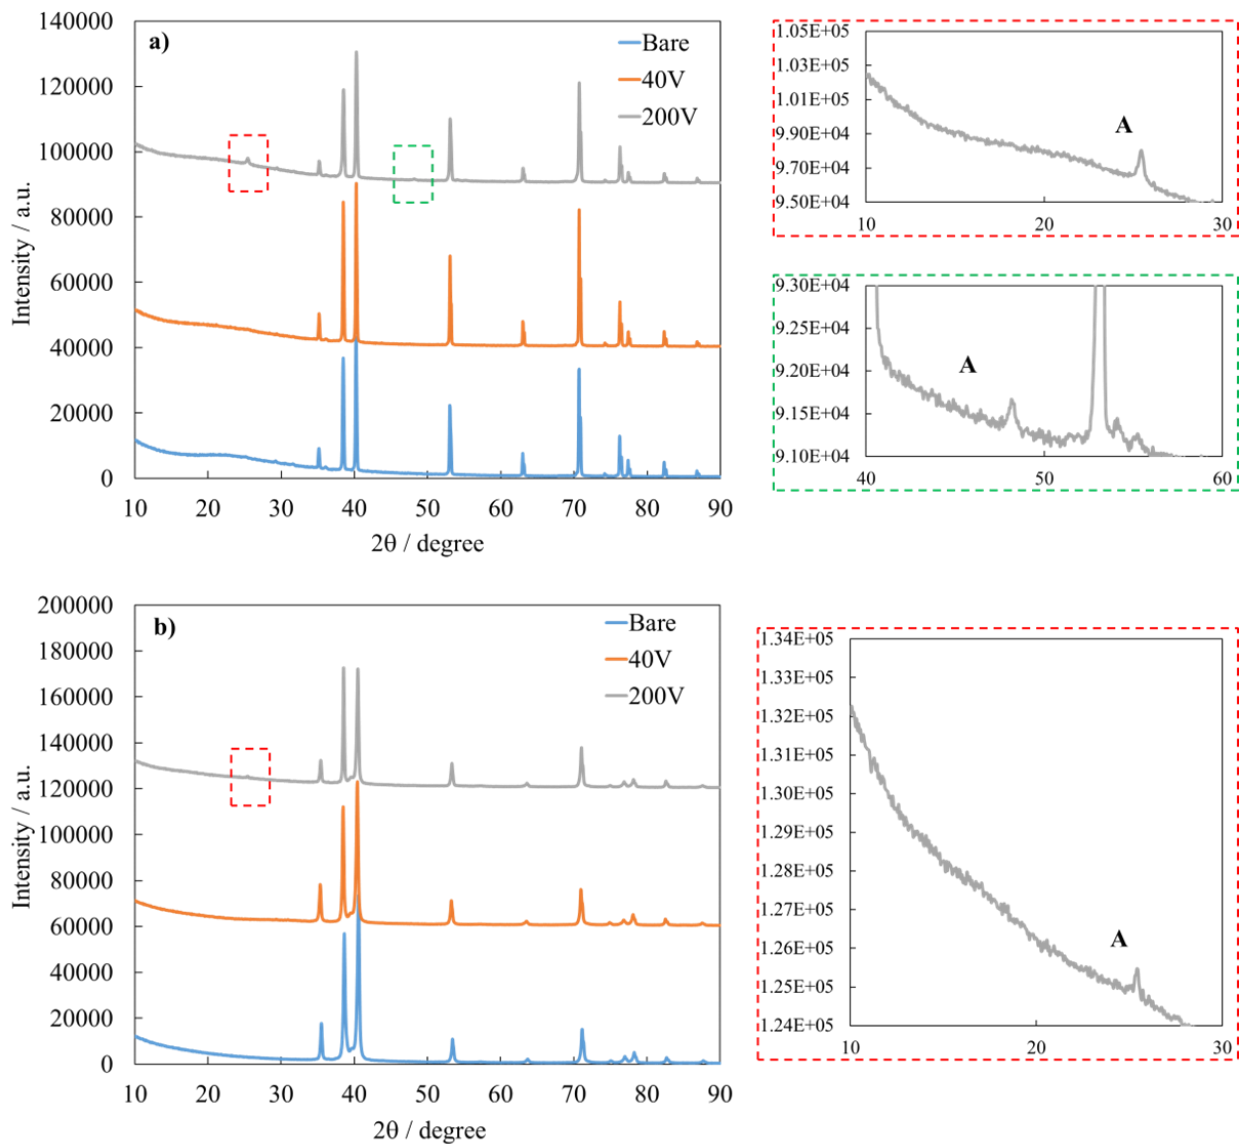 140000
a)
Bare
40V
200V
120000
100000
80000
60000
40000
20000
0
Intensity / a.u.
10 20 30 40 50 60 70 80 90
2θ / degree
1.05E+05
1.03E+05
1.01E+05
9.90E+04
9.70E+04
9.50E+04
A
10 20 30
9.30E+04
9.25E+04
9.20E+04
9.15E+04
9.10E+04
A
40 50 60
200000
b)
Bare
40V
200V
180000
160000
140000
120000
100000
80000
60000
40000
20000
0
Intensity / a.u.
10 20 30 40 50 60 70 80 90
2θ / degree
1.34E+05
1.33E+05
1.32E+05
1.31E+05
1.30E+05
1.29E+05
1.28E+05
1.27E+05
1.26E+05
1.25E+05
1.24E+05
A
10 20 30